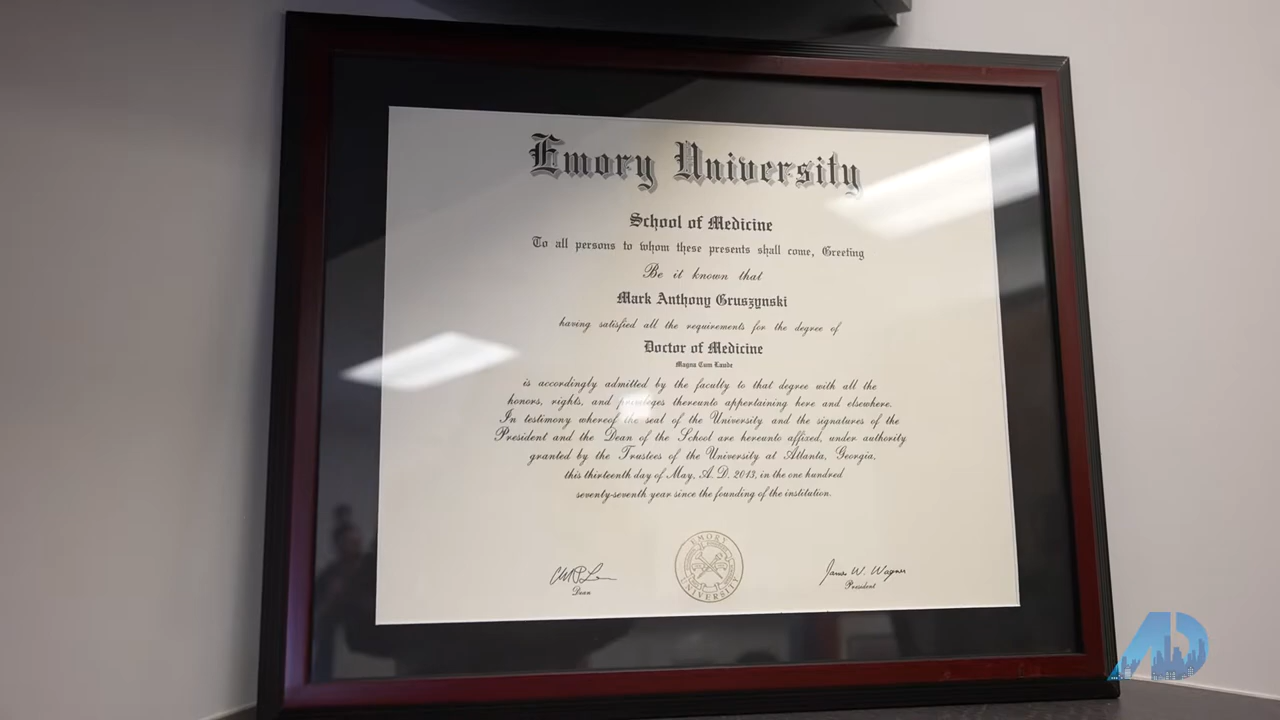 Emory University
School of Medicine
To all persons to whom these presents shall come, Greeting
Be it known that
Mark Anthony Gruszynski
having satisfied all the requirements for the degree of
Doctor of Medicine
Magna Cum Laude
is accordingly admitted by the faculty to that degree with all the
honors, rights, and privileges thereunto appertaining here and elsewhere.
In testimony whereof the seal of the University and the signatures of the
President and the Dean of the School are hereunto affixed, under authority
granted by the Trustees of the University at Atlanta, Georgia,
this thirteenth day of May, A. D. 2013, in the one hundred
seventy-seventh year since the founding of the institution.
EMORY
UNIVERSITY
Dean
James W. Wagner
President
AD